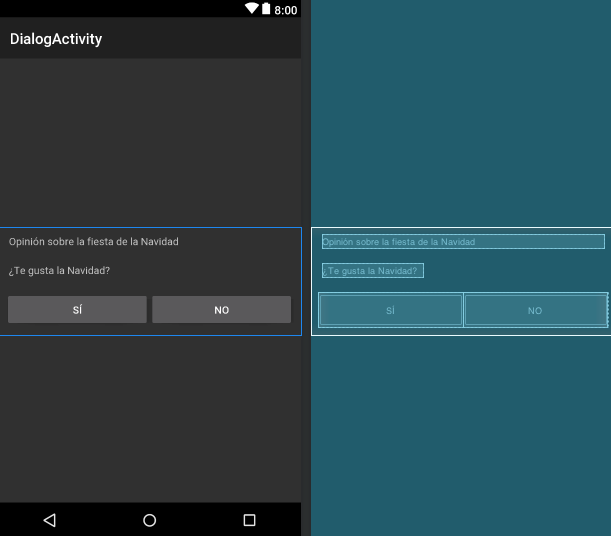 8:00
DialogActivity
Opinión sobre la fiesta de la Navidad
¿Te gusta la Navidad?
SÍ NO
Opinión sobre la fiesta de la Navidad
¿Te gusta la Navidad?
SÍ NO